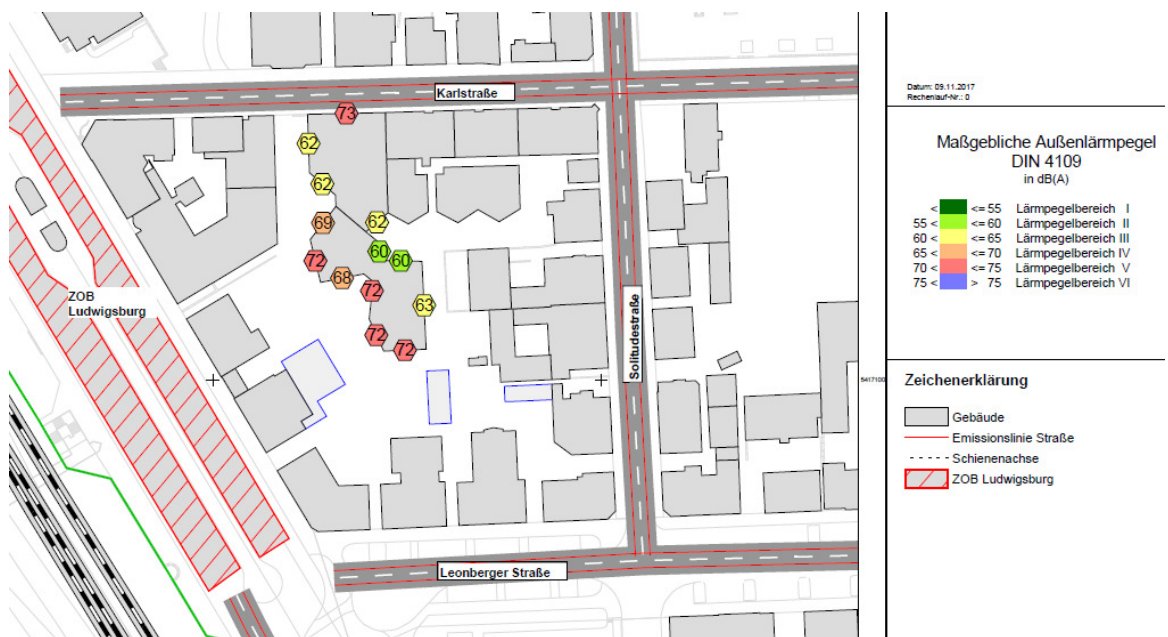 Karlstraße
73
62
62
69
62
60
60
72
68
72
63
72
72
ZOB
Ludwigsburg
Solitudestraße
Leonberger Straße
5417100
Datum: 09.11.2017
Rechenlauf-Nr.: 0
Maßgebliche Außenlärmpegel
DIN 4109
in dB(A)
< <= 55 Lärmpegelbereich I
55 < <= 60 Lärmpegelbereich II
60 < <= 65 Lärmpegelbereich III
65 < <= 70 Lärmpegelbereich IV
70 < <= 75 Lärmpegelbereich V
75 < > 75 Lärmpegelbereich VI
Zeichenerklärung
Gebäude
Emissionslinie Straße
Schienenachse
ZOB Ludwigsburg